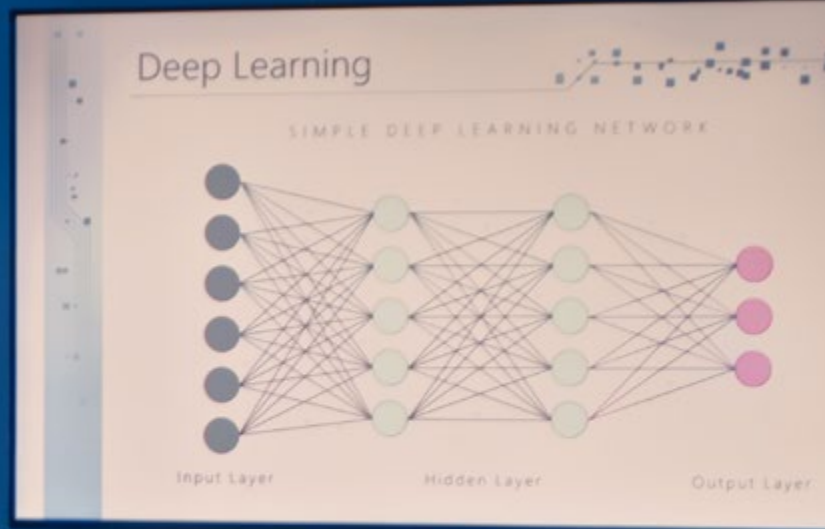 Deep Learning
SIMPLE DEEP LEARNING NETWORK
Input Layer
Hidden Layer
Output Layer